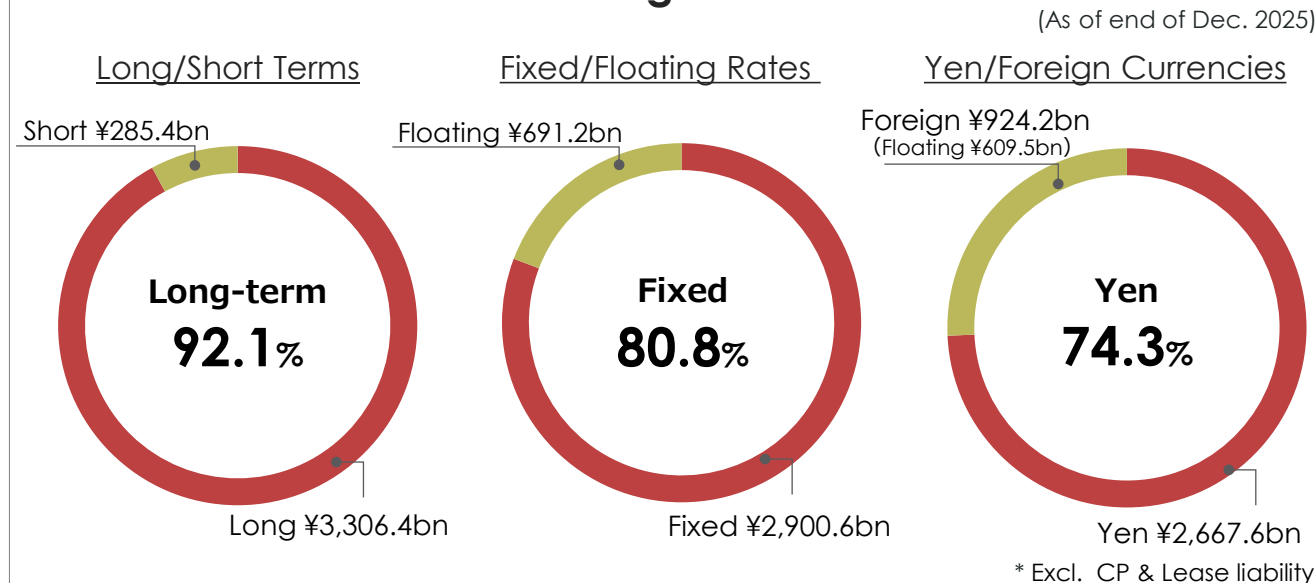 (As of end of Dec. 2025)
Long/Short Terms
Short ¥285.4bn
Long-term
92.1%
Long ¥3,306.4bn
Fixed/Floating Rates
Floating ¥691.2bn
Fixed
80.8%
Fixed ¥2,900.6bn
Yen/Foreign Currencies
Foreign ¥924.2bn
(Floating ¥609.5bn)
Yen
74.3%
Yen ¥2,667.6bn
* Excl. CP & Lease liability